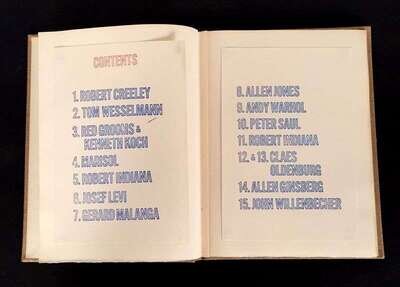 CONTENTS
1. ROBERT CREELEY
2. TOM WESSELMANN
3. RED GROOMS &
KENNETH KOCH
4. MARISOL
5. ROBERT INDIANA
6. JOSEF LEVI
7. GERARD MALANGA
8. ALLEN JONES
9. ANDY WARHOL
10. PETER SAUL
11. ROBERT INDIANA
12. & 13. CLAES
OLDENBURG
14. ALLEN GINSBERG
15. JOHN WILLENBECHER